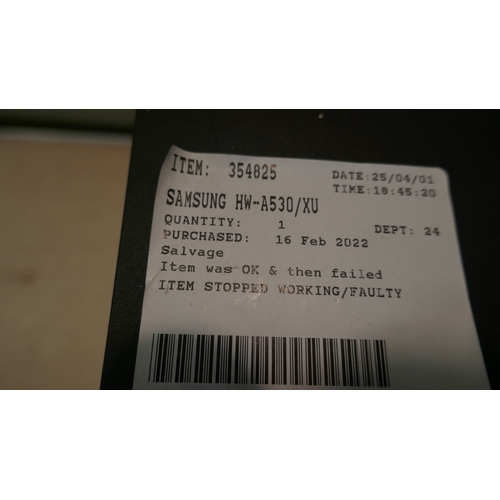 ITEM: 354825
DATE:25/04/01
TIME:18:45:20
SAMSUNG HW-A530/XU
QUANTITY: 1
DEPT: 24
PURCHASED: 16 Feb 2022
Salvage
Item was OK & then failed
ITEM STOPPED WORKING/FAULTY